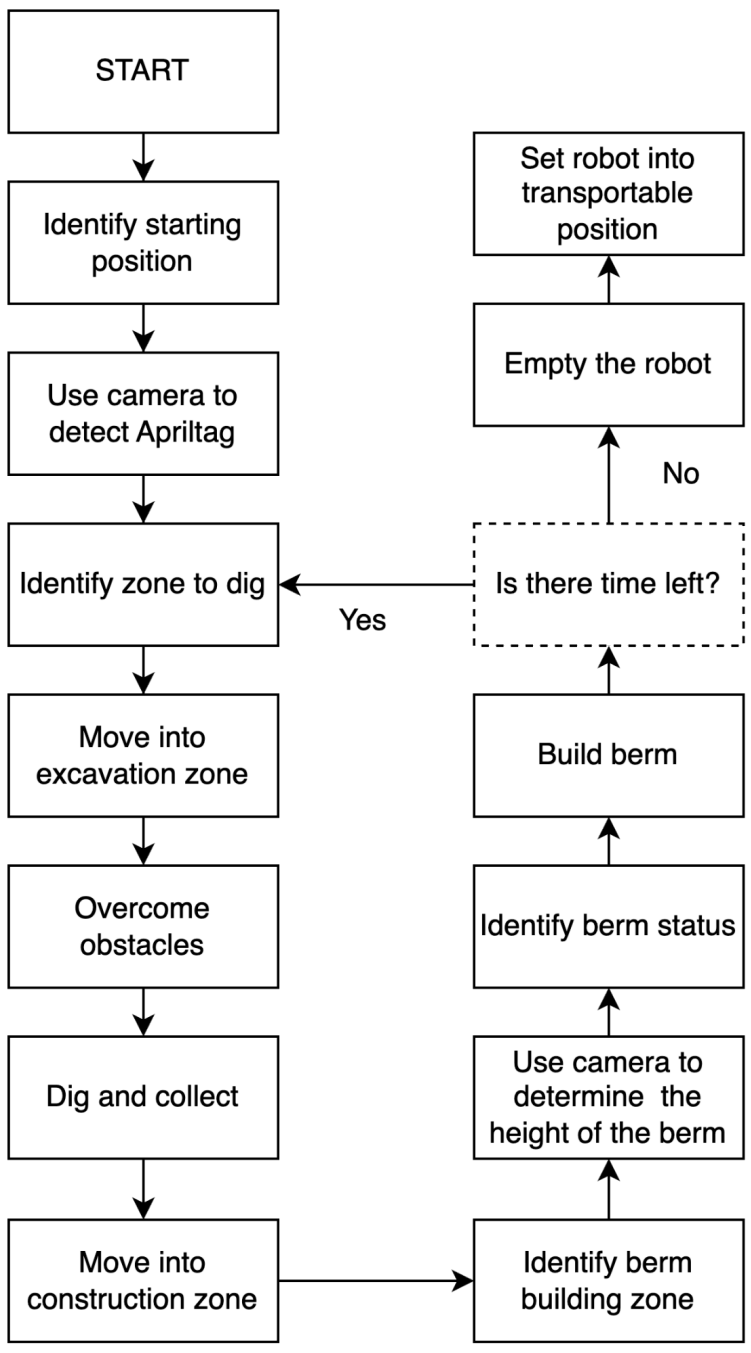 START
Identify starting
position
Use camera to
detect Apriltag
Identify zone to dig
Move into
excavation zone
Overcome
obstacles
Dig and collect
Move into
construction zone
Identify berm
building zone
Use camera to
determine the
height of the berm
Identify berm status
Build berm
Is there time left?
Yes
No
Empty the robot
Set robot into
transportable
position